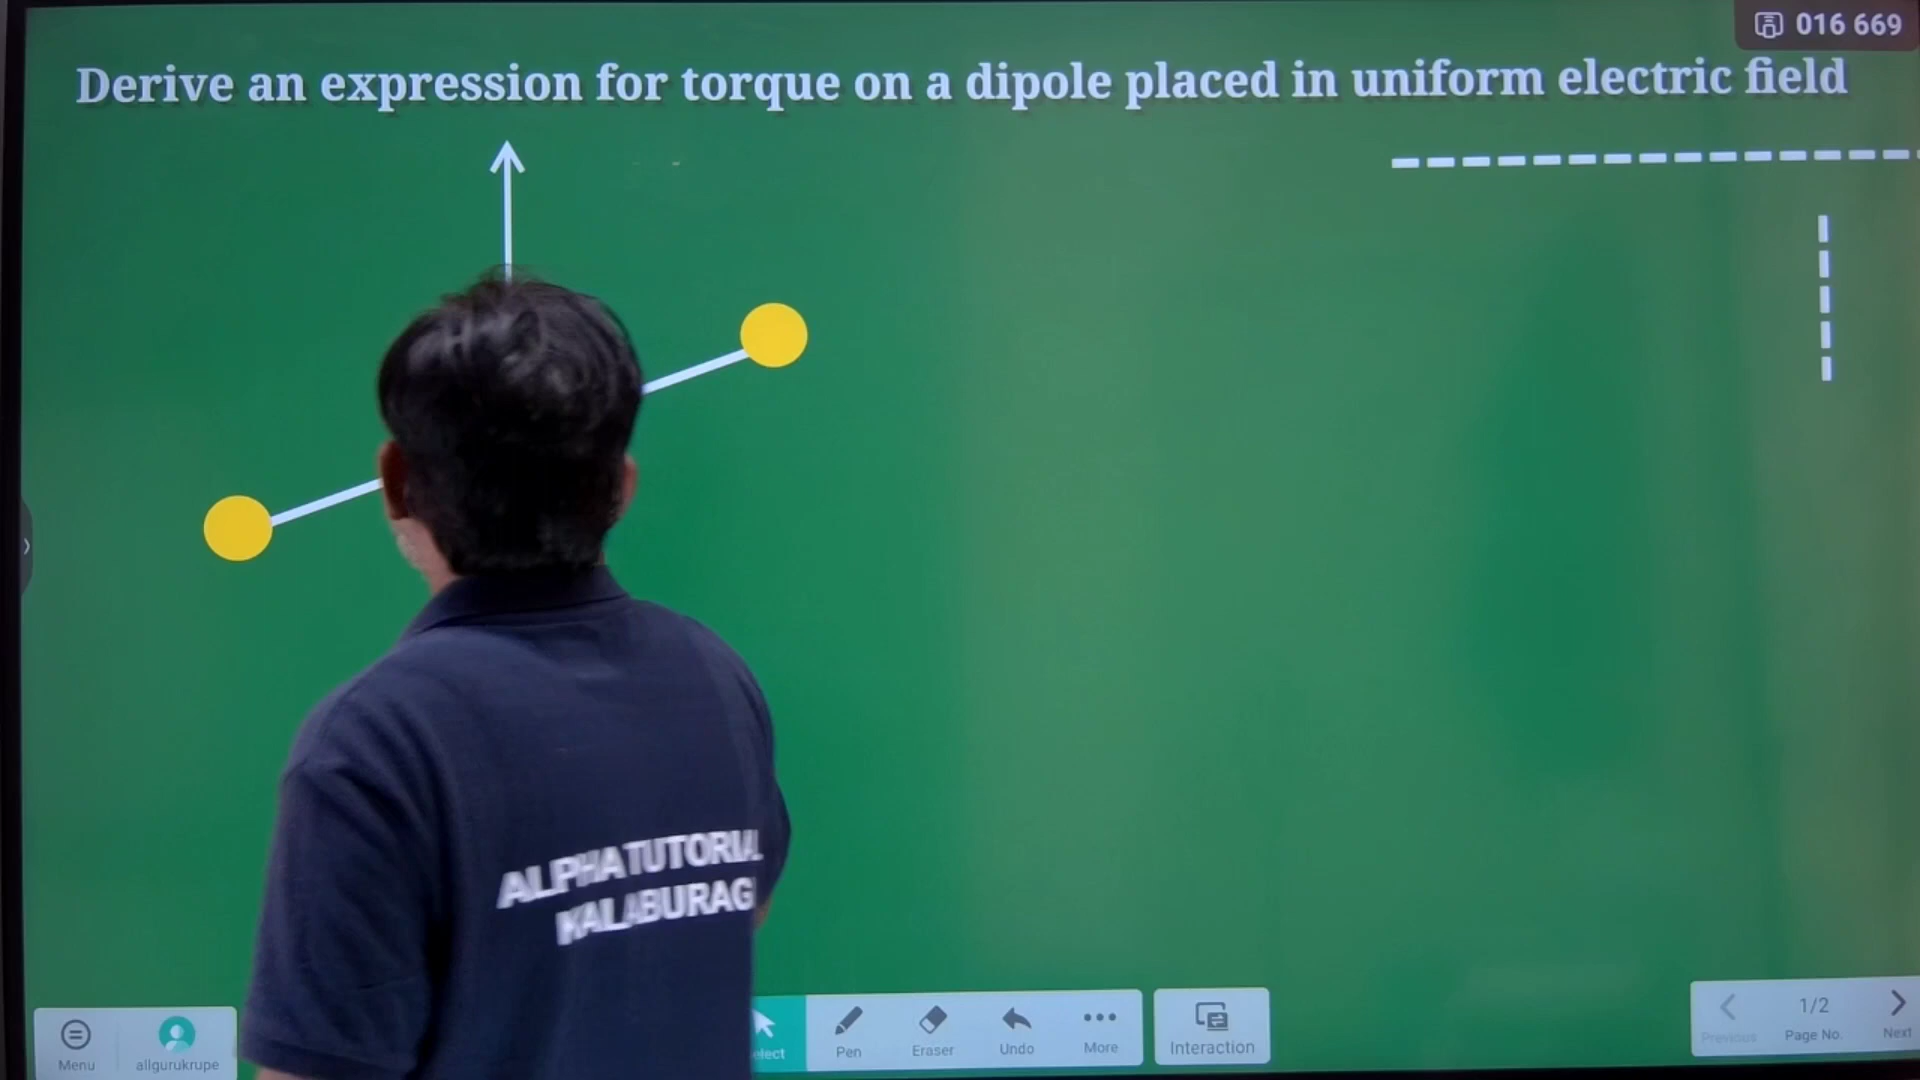 016 669
Derive an expression for torque on a dipole placed in uniform electric field
ALPHA TUTORIAL
KALABURAGI
Menu
allgurukrupe
elect
Pen
Eraser
Undo
More
Interaction
Previous
1/2
Page No.
Next